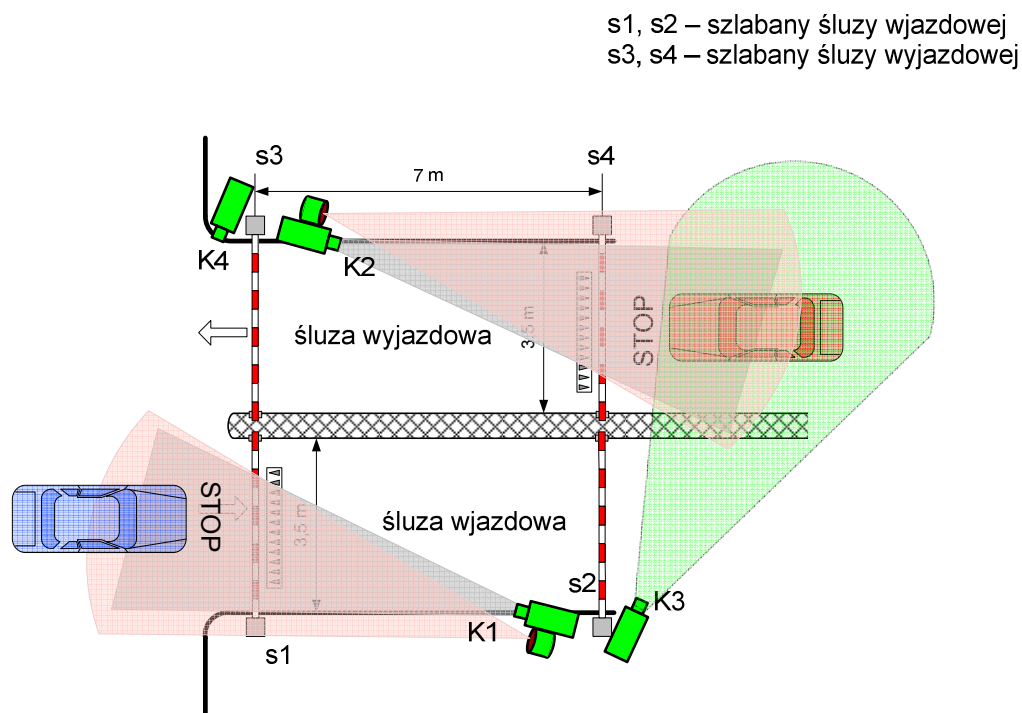 s1, s2 – szlabany śluzy wjazdowej
s3, s4 – szlabany śluzy wyjazdowej
s3
s4
7 m
K4
K2
śluza wyjazdowa
3,5 m
STOP
STOP
3,5 m
śluza wjazdowa
s2
K3
K1
s1